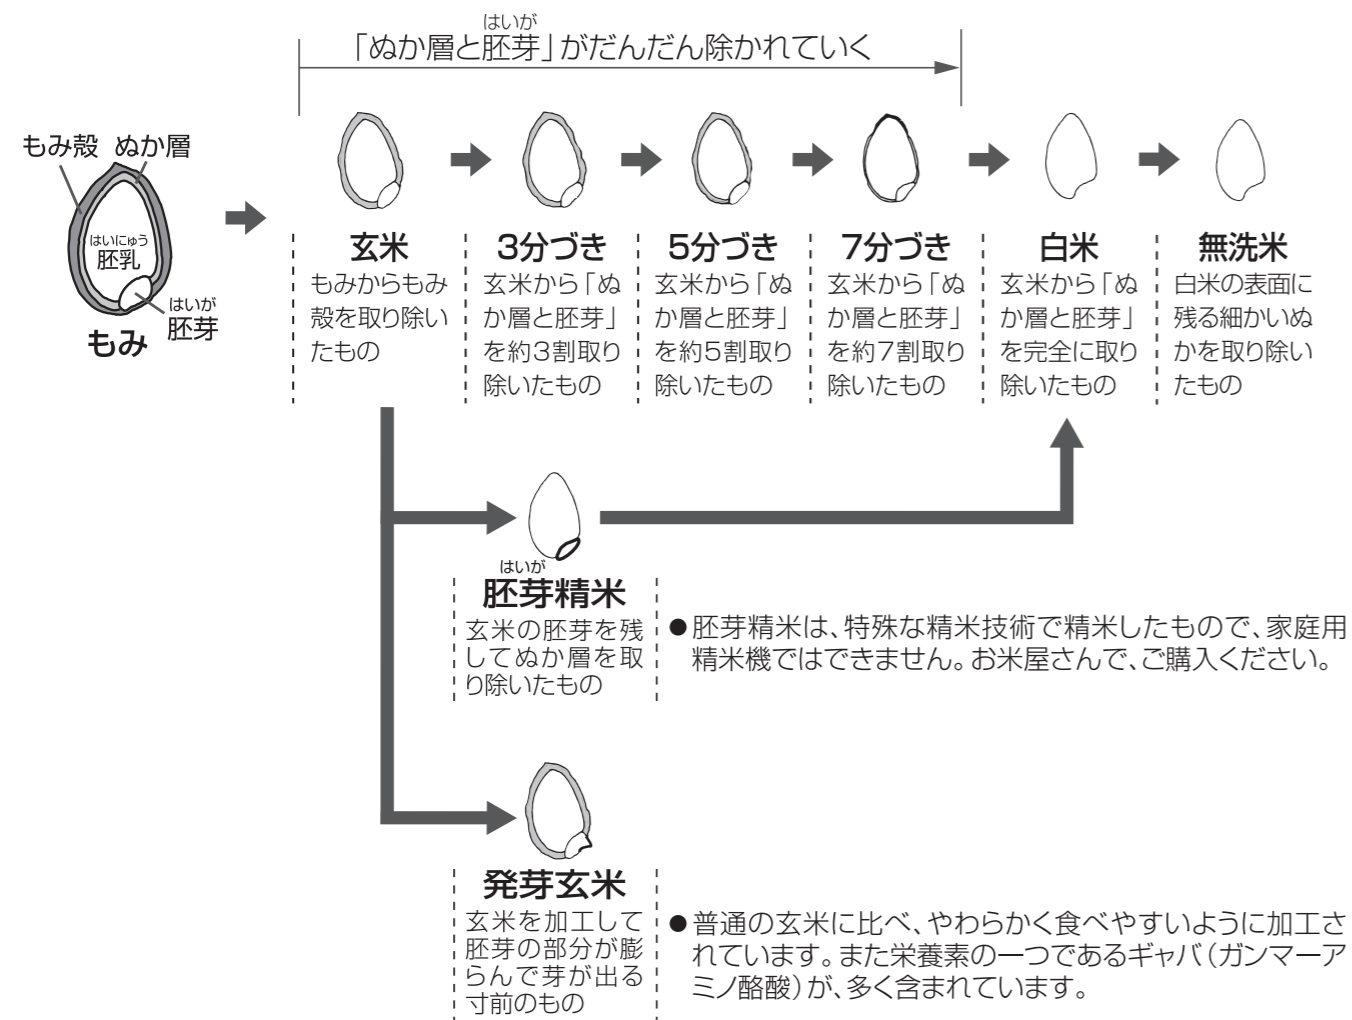 「ぬか層と胚芽」がだんだん除かれていく
はいが
もみ殻 ぬか層
はいにゅう
胚乳
はいが
胚芽
もみ
玄米
もみからもみ
殻を取り除い
たもの
3分づき
玄米から「ぬ
か層と胚芽」
を約3割取り
除いたもの
5分づき
玄米から「ぬ
か層と胚芽」
を約5割取り
除いたもの
7分づき
玄米から「ぬ
か層と胚芽」
を約7割取り
除いたもの
白米
玄米から「ぬ
か層と胚芽」
を完全に取り
除いたもの
無洗米
白米の表面に
残る細かいぬ
かを取り除い
たもの
はいが
胚芽精米
玄米の胚芽を残
してぬか層を取
り除いたもの
●胚芽精米は、特殊な精米技術で精米したもので、家庭用
精米機ではできません。お米屋さんで、ご購入ください。
発芽玄米
玄米を加工して
胚芽の部分が膨
らんで芽が出る
寸前のもの
●普通の玄米に比べ、やわらかく食べやすいように加工さ
れています。また栄養素の一つであるギャバ（ガンマーア
ミノ酪酸）が、多く含まれています。